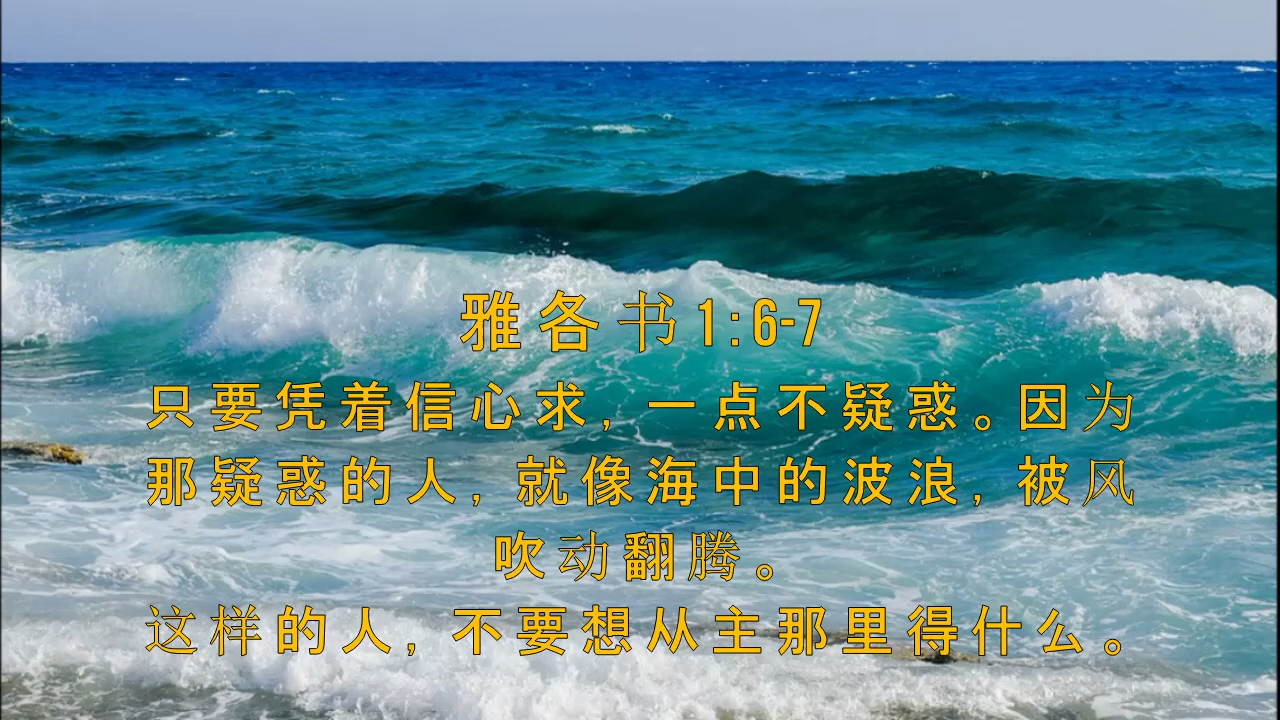 雅各书1:6-7
只要凭着信心求，一点不疑惑。因为
那疑惑的人，就像海中的波浪，被风
吹动翻腾。
这样的人，不要想从主那里得什么。